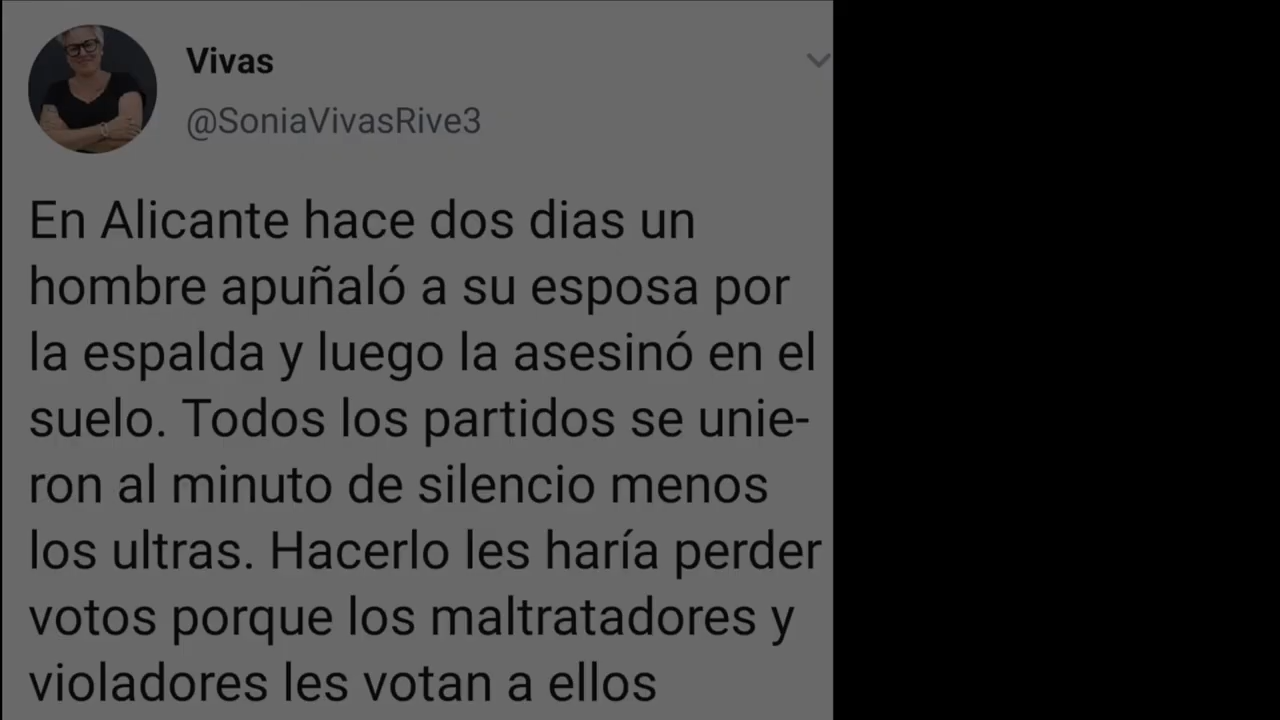 Vivas
@SoniaVivasRive3
En Alicante hace dos dias un
hombre apuñaló a su esposa por
la espalda y luego la asesinó en el
suelo. Todos los partidos se unie-
ron al minuto de silencio menos
los ultras. Hacerlo les haría perder
votos porque los maltratadores y
violadores les votan a ellos